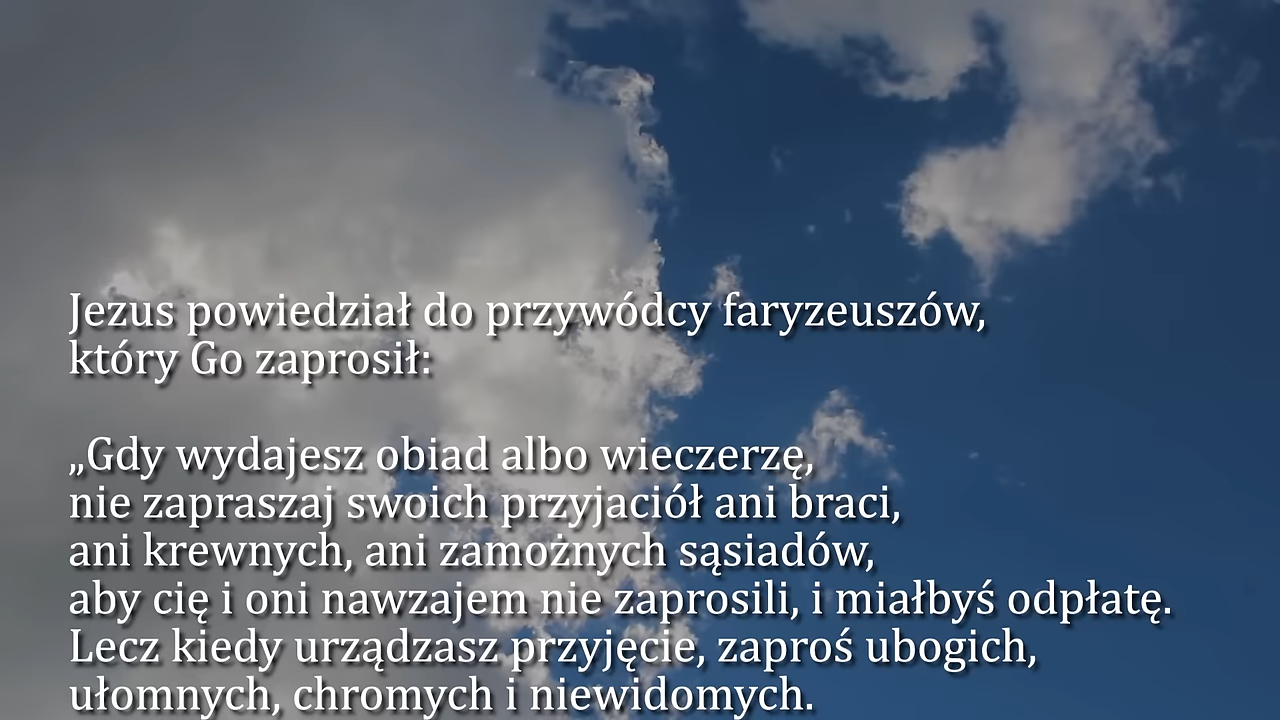 Jezus powiedział do przywódcy faryzeuszów,
który Go zaprosił:
„Gdy wydajesz obiad albo wieczerzę,
nie zapraszaj swoich przyjaciół ani braci,
ani krewnych, ani zamożnych sąsiadów,
aby cię i oni nawzajem nie zaprosili, i miałbyś odpłatę.
Lecz kiedy urządzasz przyjęcie, zaproś ubogich,
ułomnych, chromych i niewidomych.